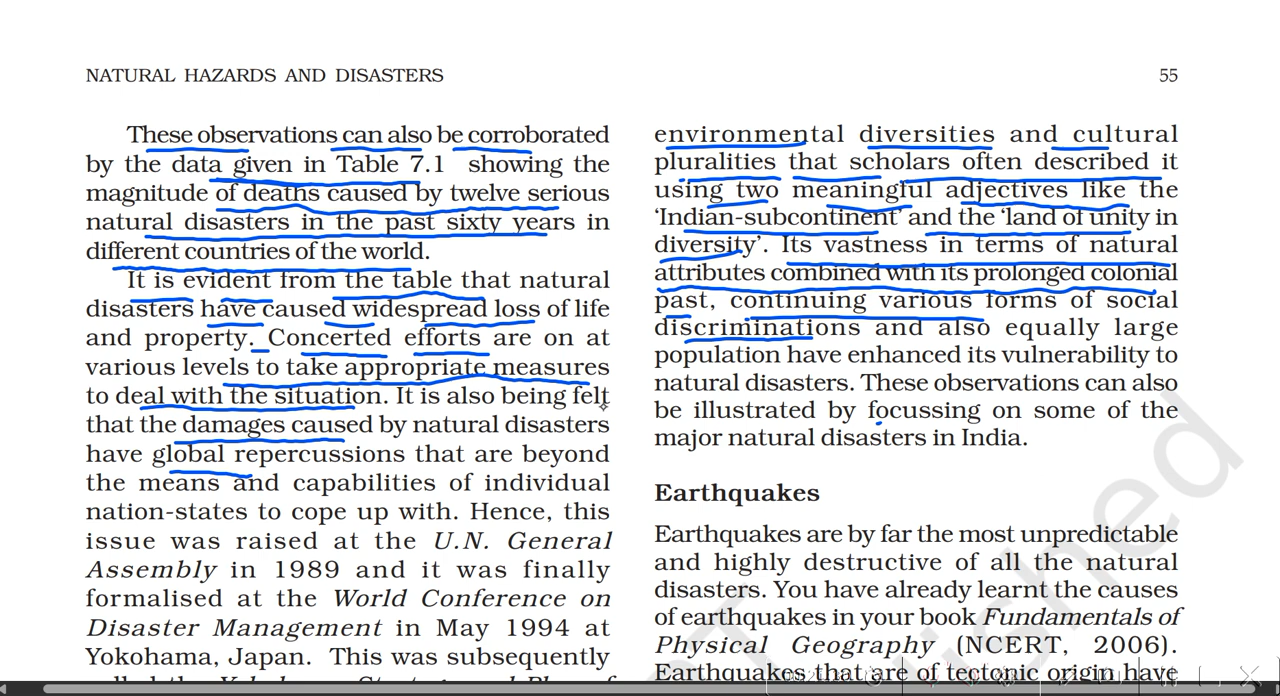 NATURAL HAZARDS AND DISASTERS
55
These observations can also be corroborated
by the data given in Table 7.1 showing the
magnitude of deaths caused by twelve serious
natural disasters in the past sixty years in
different countries of the world.
It is evident from the table that natural
disasters have caused widespread loss of life
and property. Concerted efforts are on at
various levels to take appropriate measures
to deal with the situation. It is also being felt
that the damages caused by natural disasters
have global repercussions that are beyond
the means and capabilities of individual
nation-states to cope up with. Hence, this
issue was raised at the U.N. General
Assembly in 1989 and it was finally
formalised at the World Conference on
Disaster Management in May 1994 at
Yokohama, Japan. This was subsequently
environmental diversities and cultural
pluralities that scholars often described it
using two meaningful adjectives like the
‘Indian-subcontinent’ and the ‘land of unity in
diversity’. Its vastness in terms of natural
attributes combined with its prolonged colonial
past, continuing various forms of social
discriminations and also equally large
population have enhanced its vulnerability to
natural disasters. These observations can also
be illustrated by focussing on some of the
major natural disasters in India.
Earthquakes
Earthquakes are by far the most unpredictable
and highly destructive of all the natural
disasters. You have already learnt the causes
of earthquakes in your book Fundamentals of
Physical Geography (NCERT, 2006).
Earthquakes that are of tectonic origin have